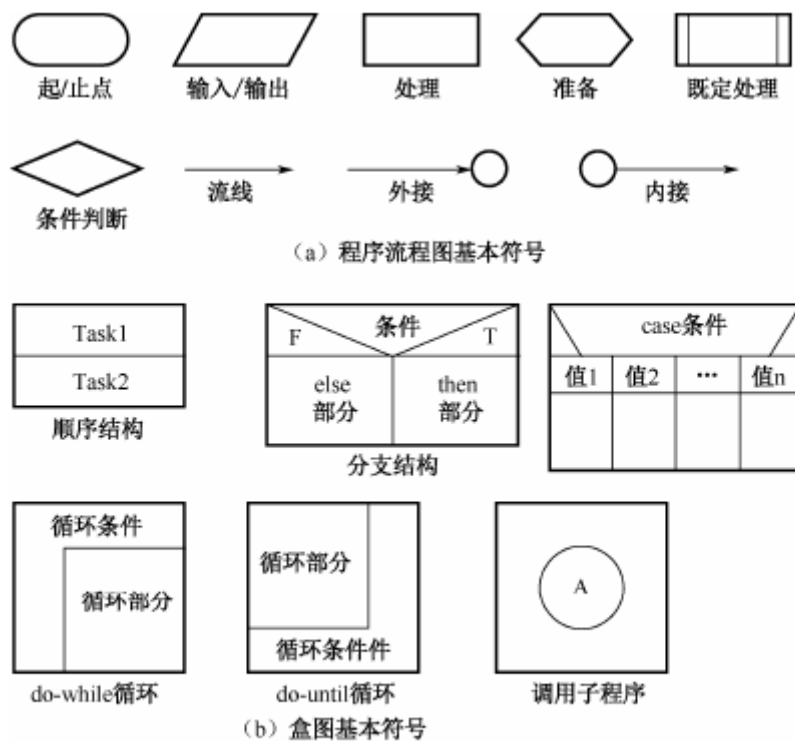 起/止点 输入/输出 处理 准备 既定处理
条件判断 流线 外接 内接
（a）程序流程图基本符号
Task1
Task2
顺序结构
F 条件 T
else
部分
then
部分
分支结构
case条件
值1 值2 … 值n
循环条件
循环部分
do-while循环
循环部分
循环条件件
do-until循环
A
调用子程序
（b）盒图基本符号